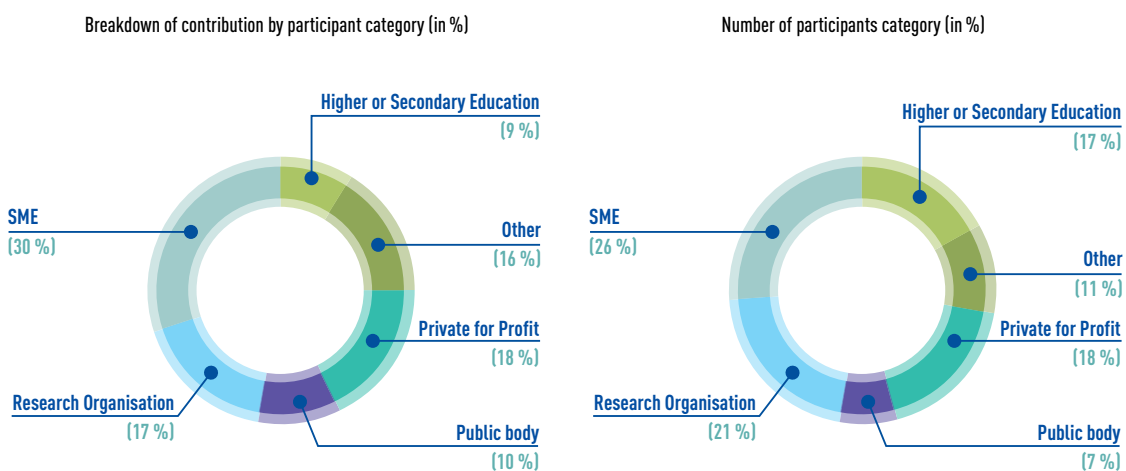 Breakdown of contribution by participant category (in %)
Higher or Secondary Education
(9 %)
SME
(30 %)
Other
(16 %)
Private for Profit
(18 %)
Research Organisation
(17 %)
Public body
(10 %)
Number of participants category (in %)
Higher or Secondary Education
(17 %)
SME
(26 %)
Other
(11 %)
Private for Profit
(18 %)
Research Organisation
(21 %)
Public body
(7 %)